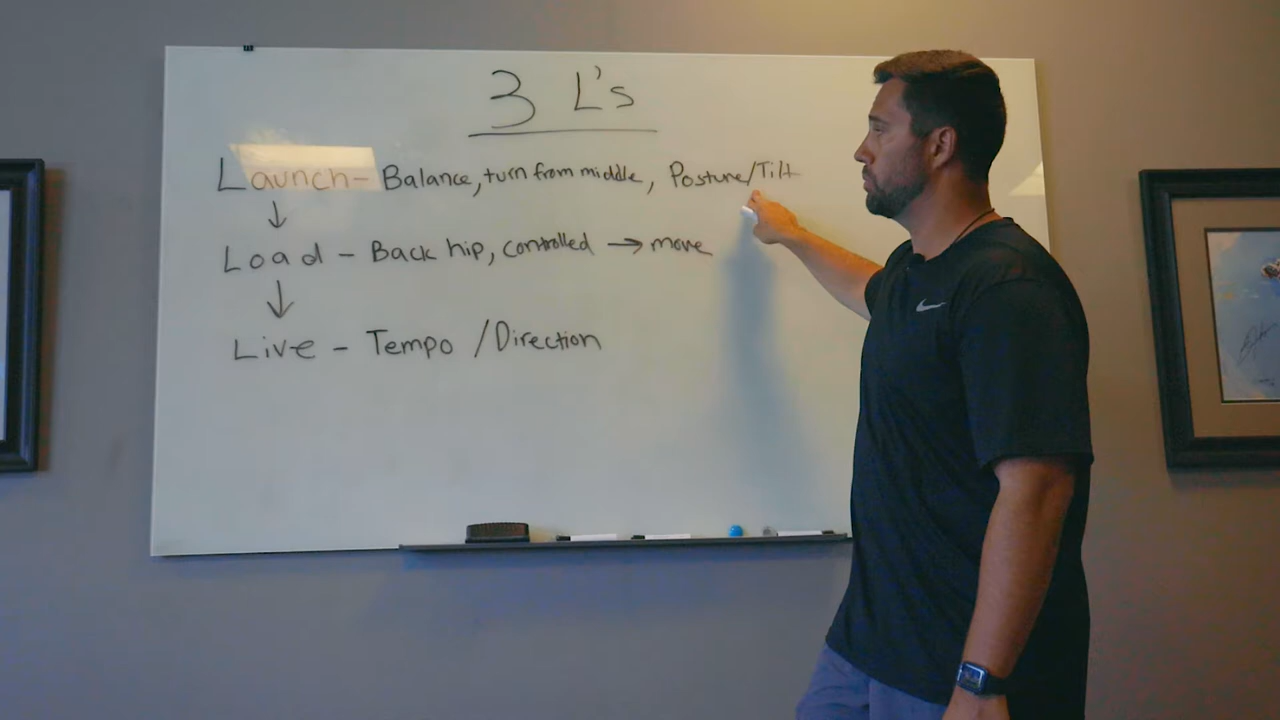 3 L's
Launch - Balance, turn from middle, Posture/Tilt
↓
Load - Back hip, controlled → move
↓
Live - Tempo / Direction